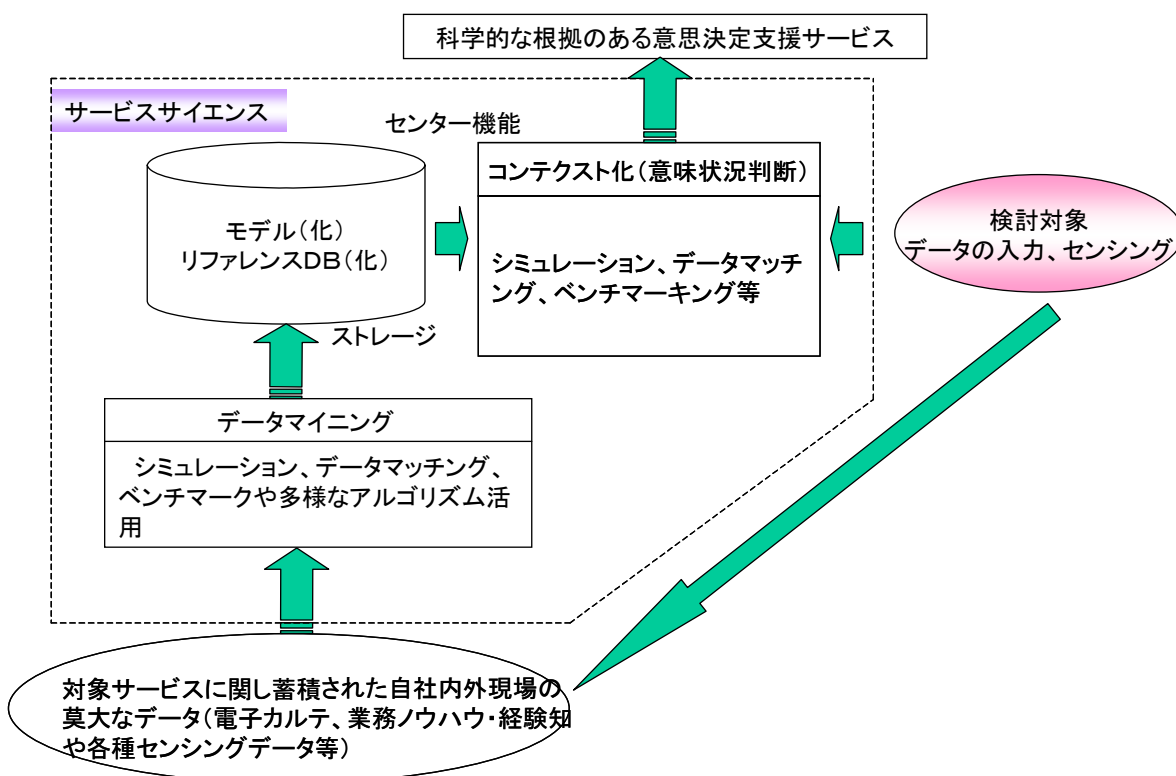 科学的な根拠のある意思決定支援サービス
サービスサイエンス
センター機能
コンテクスト化(意味状況判断)
モデル(化)
リファレンスDB(化)
シミュレーション、データマッチ
ング、ベンチマーキング等
検討対象
データの入力、センシング
ストレージ
データマイニング
シミュレーション、データマッチング、
ベンチマークや多様なアルゴリズム活
用
対象サービスに関し蓄積された自社内外現場の
莫大なデータ(電子カルテ、業務ノウハウ・経験知
や各種センシングデータ等)